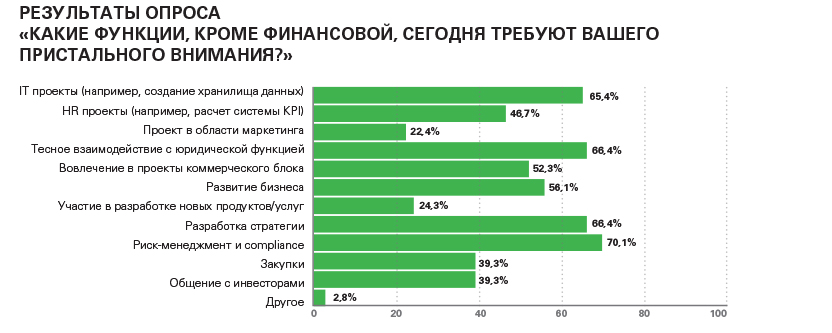 РЕЗУЛЬТАТЫ ОПРОСА
«КАКИЕ ФУНКЦИИ, КРОМЕ ФИНАНСОВОЙ, СЕГОДНЯ ТРЕБУЮТ ВАШЕГО
ПРИСТАЛЬНОГО ВНИМАНИЯ?»
IT проекты (например, создание хранилища данных) 65,4%
HR проекты (например, расчет системы KPI) 46,7%
Проект в области маркетинга 22,4%
Тесное взаимодействие с юридической функцией 66,4%
Вовлечение в проекты коммерческого блока 52,3%
Развитие бизнеса 56,1%
Участие в разработке новых продуктов/услуг 24,3%
Разработка стратегии 66,4%
Риск-менеджмент и compliance 70,1%
Закупки 39,3%
Общение с инвесторами 39,3%
Другое 2,8%
0 20 40 60 80 100